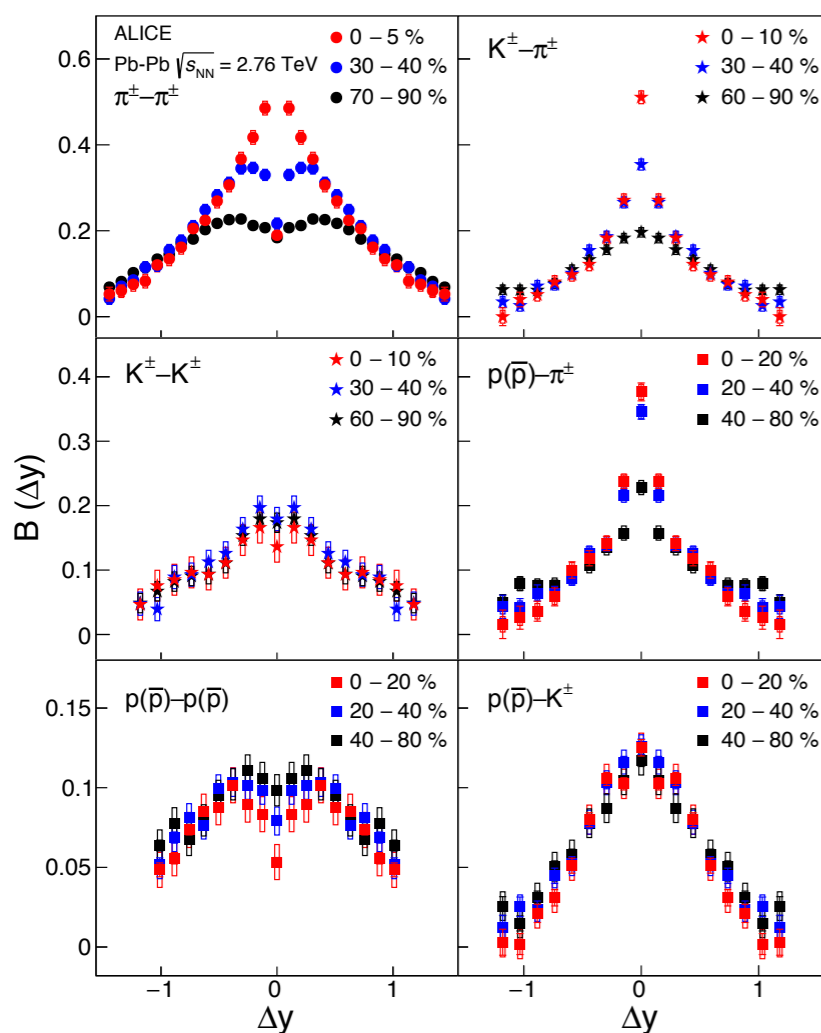 ALICE
Pb-Pb √s_NN = 2.76 TeV
π±–π±
0 – 5 %
30 – 40 %
70 – 90 %
0.6
0.4
0.2
0
K±–π±
0 – 10 %
30 – 40 %
60 – 90 %
K±–K±
0 – 10 %
30 – 40 %
60 – 90 %
0.4
0.3
0.2
0.1
0
p(p̅)–π±
0 – 20 %
20 – 40 %
40 – 80 %
B (Δy)
p(p̅)–p(p̅)
0 – 20 %
20 – 40 %
40 – 80 %
0.15
0.1
0.05
0
p(p̅)–K±
0 – 20 %
20 – 40 %
40 – 80 %
−1 0 1
−1 0 1
Δy
Δy